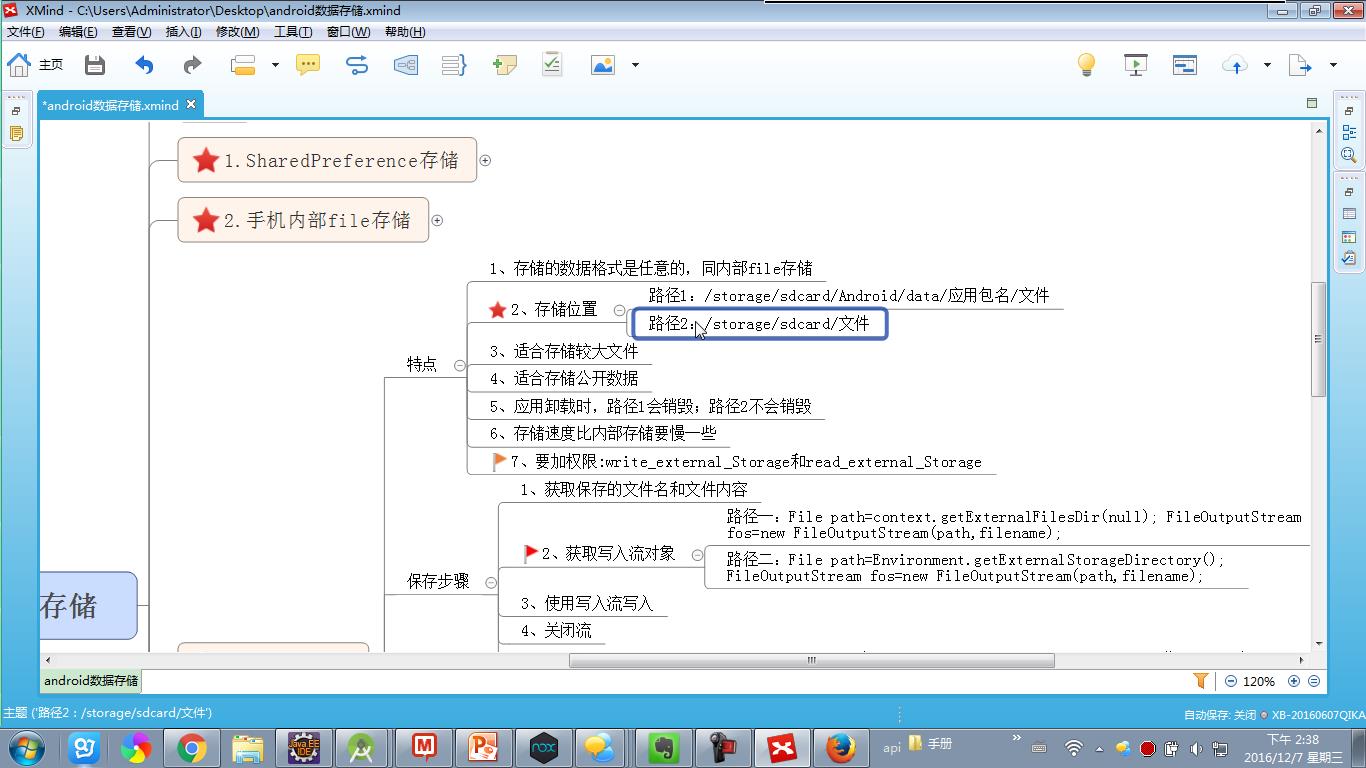 XMind - C:\Users\Administrator\Desktop\android数据存储.xmind
文件(F) 编辑(E) 查看(V) 插入(I) 修改(M) 工具(T) 窗口(W) 帮助(H)
主页
*android数据存储.xmind
1.SharedPreference存储
2.手机内部file存储
1、存储的数据格式是任意的，同内部file存储
路径1：/storage/sdcard/Android/data/应用包名/文件
2、存储位置
路径2：/storage/sdcard/文件
3、适合存储较大文件
特点
4、适合存储公开数据
5、应用卸载时，路径1会销毁；路径2不会销毁
6、存储速度比内部存储要慢一些
7、要加权限:write_external_Storage和read_external_Storage
1、获取保存的文件名和文件内容
路径一：File path=context.getExternalFilesDir(null); FileOutputStream
fos=new FileOutputStream(path,filename);
2、获取写入流对象
路径二：File path=Environment.getExternalStorageDirectory();
FileOutputStream fos=new FileOutputStream(path,filename);
保存步骤
3、使用写入流写入
存储
4、关闭流
android数据存储
120%
主题 ('路径2：/storage/sdcard/文件')
自动保存: 关闭 XB-20160607QIKA
Java EE
IDE
nox
api 手册
下午 2:38
2016/12/7 星期三